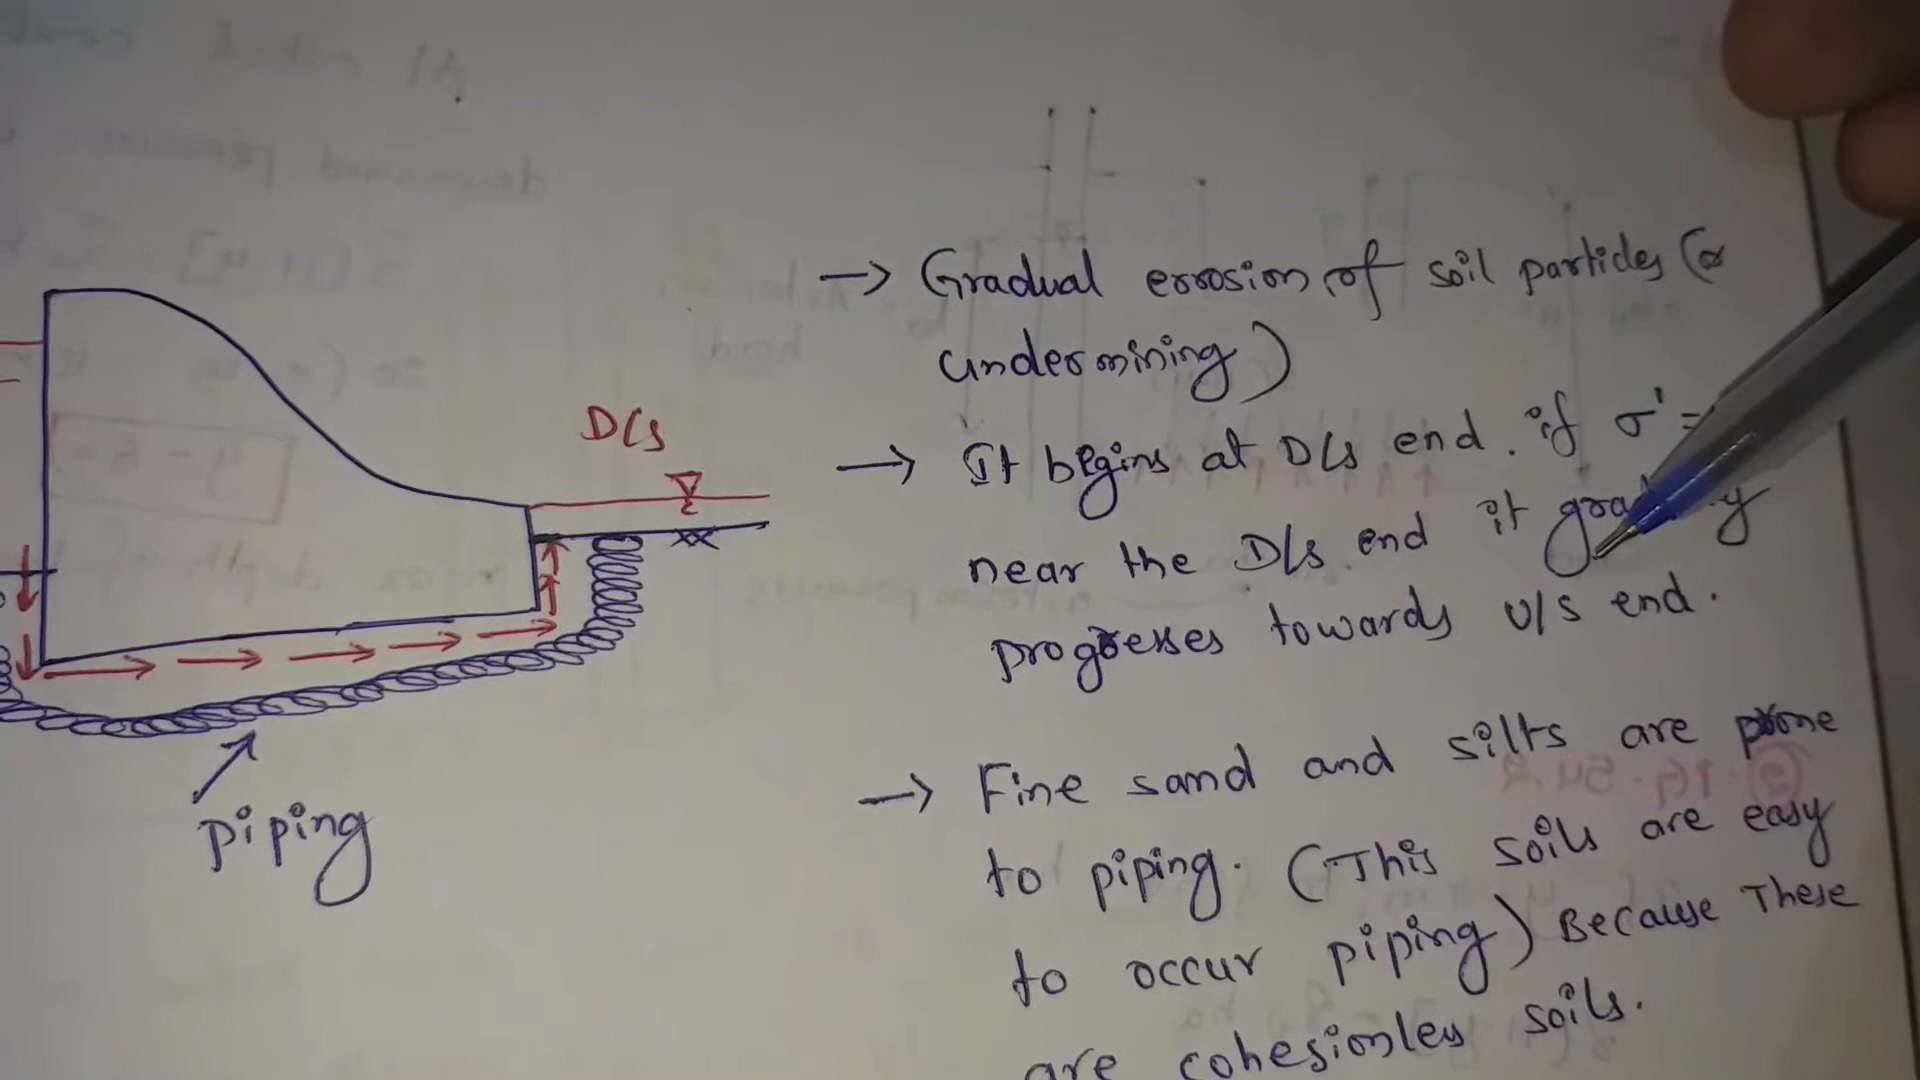 D/s
piping
→ Gradual errosion of soil particles (or
undermining)
→ It begins at D/s end. if σ' =
near the D/s end it
progresses towards U/S end.
→ Fine sand and silts are prone
to piping. (This soils are easy
to occur piping) Because These
are cohesionless soils.